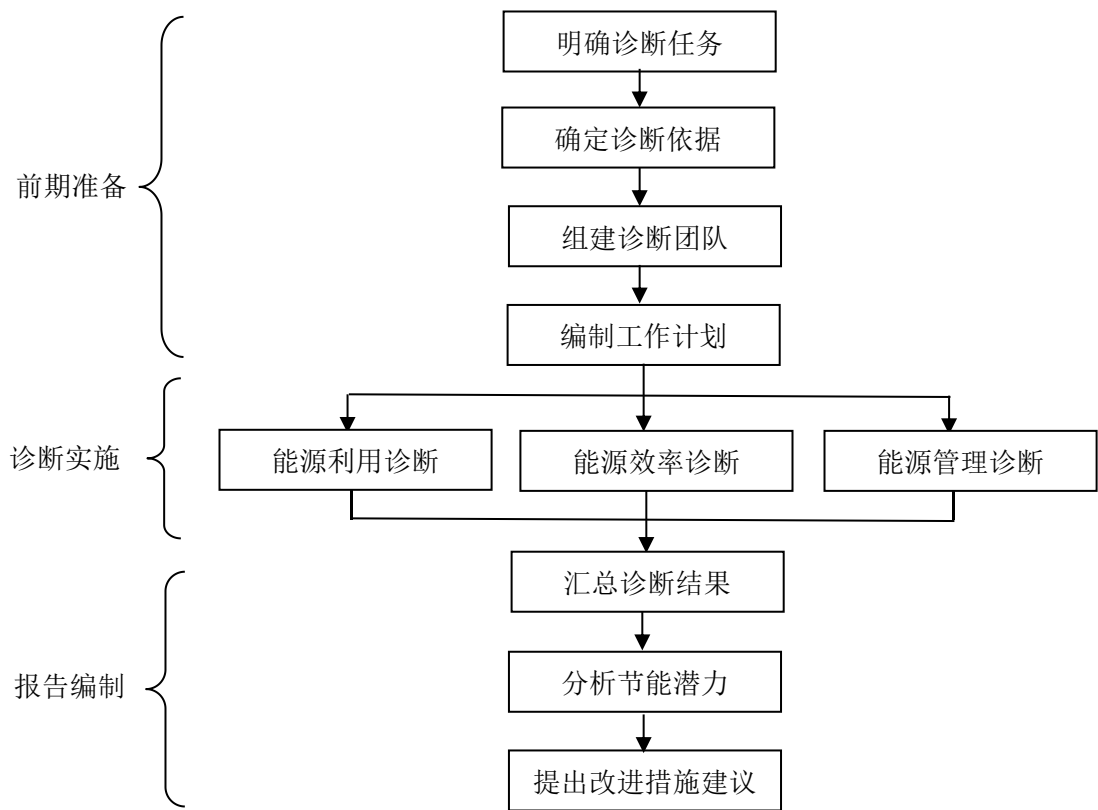 明确诊断任务
确定诊断依据
前期准备
组建诊断团队
编制工作计划
诊断实施
能源利用诊断
能源效率诊断
能源管理诊断
汇总诊断结果
报告编制
分析节能潜力
提出改进措施建议